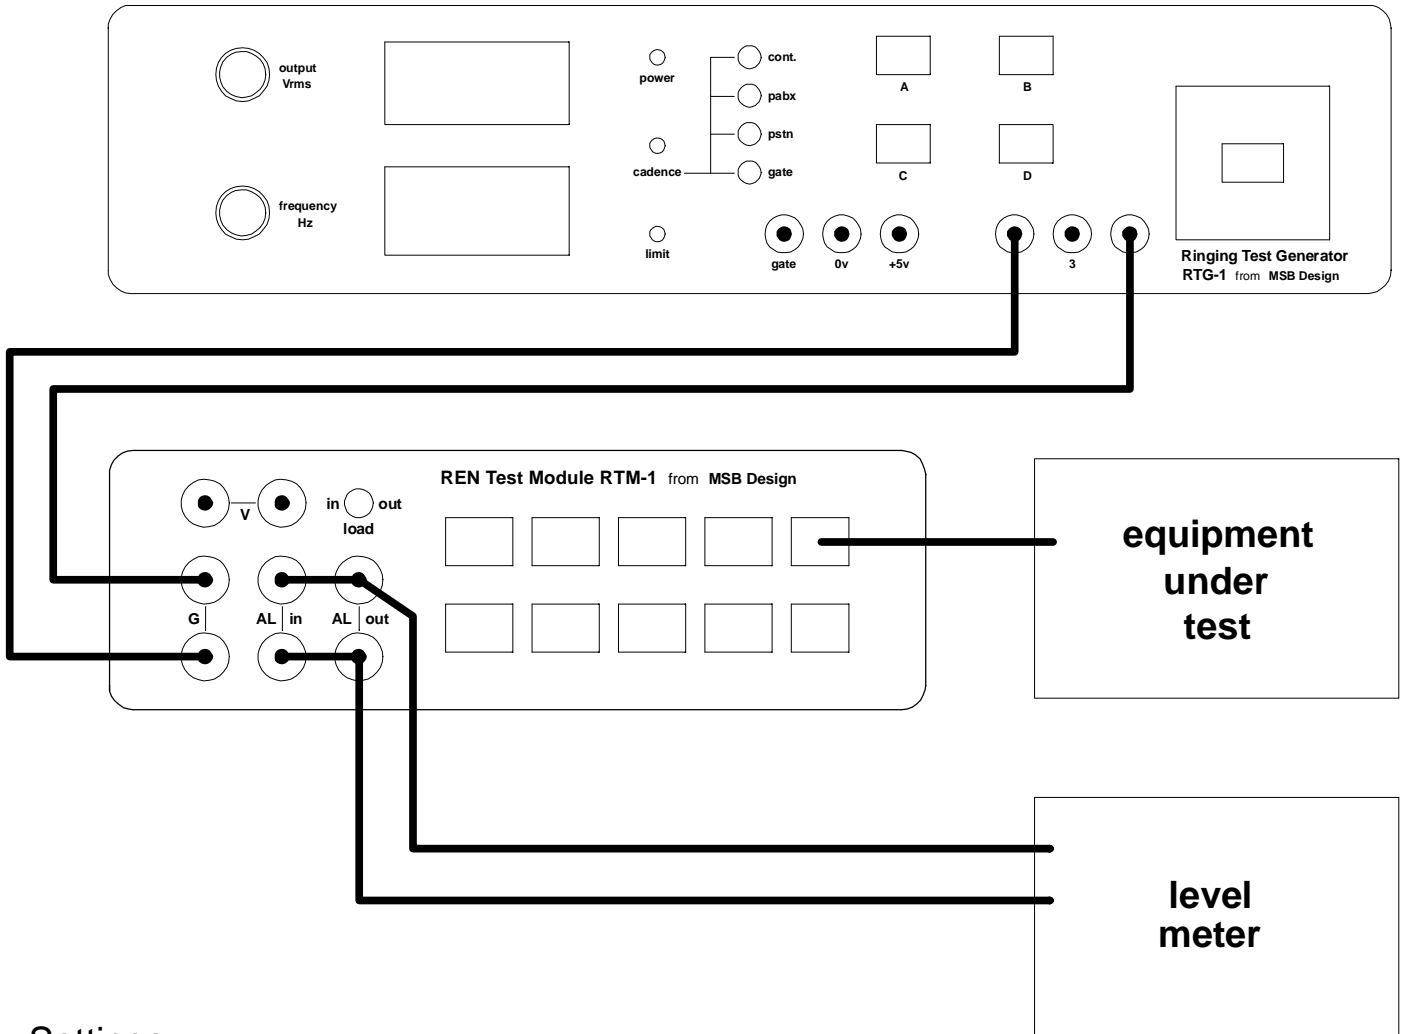 output
Vrms
power
cont.
pabx
pstn
gate
cadence
A
B
C
D
frequency
Hz
limit
gate
0v
+5v
3
Ringing Test Generator
RTG-1 from MSB Design
REN Test Module RTM-1 from MSB Design
V
in out
load
G
AL in
AL out
equipment
under
test
level
meter
Settings